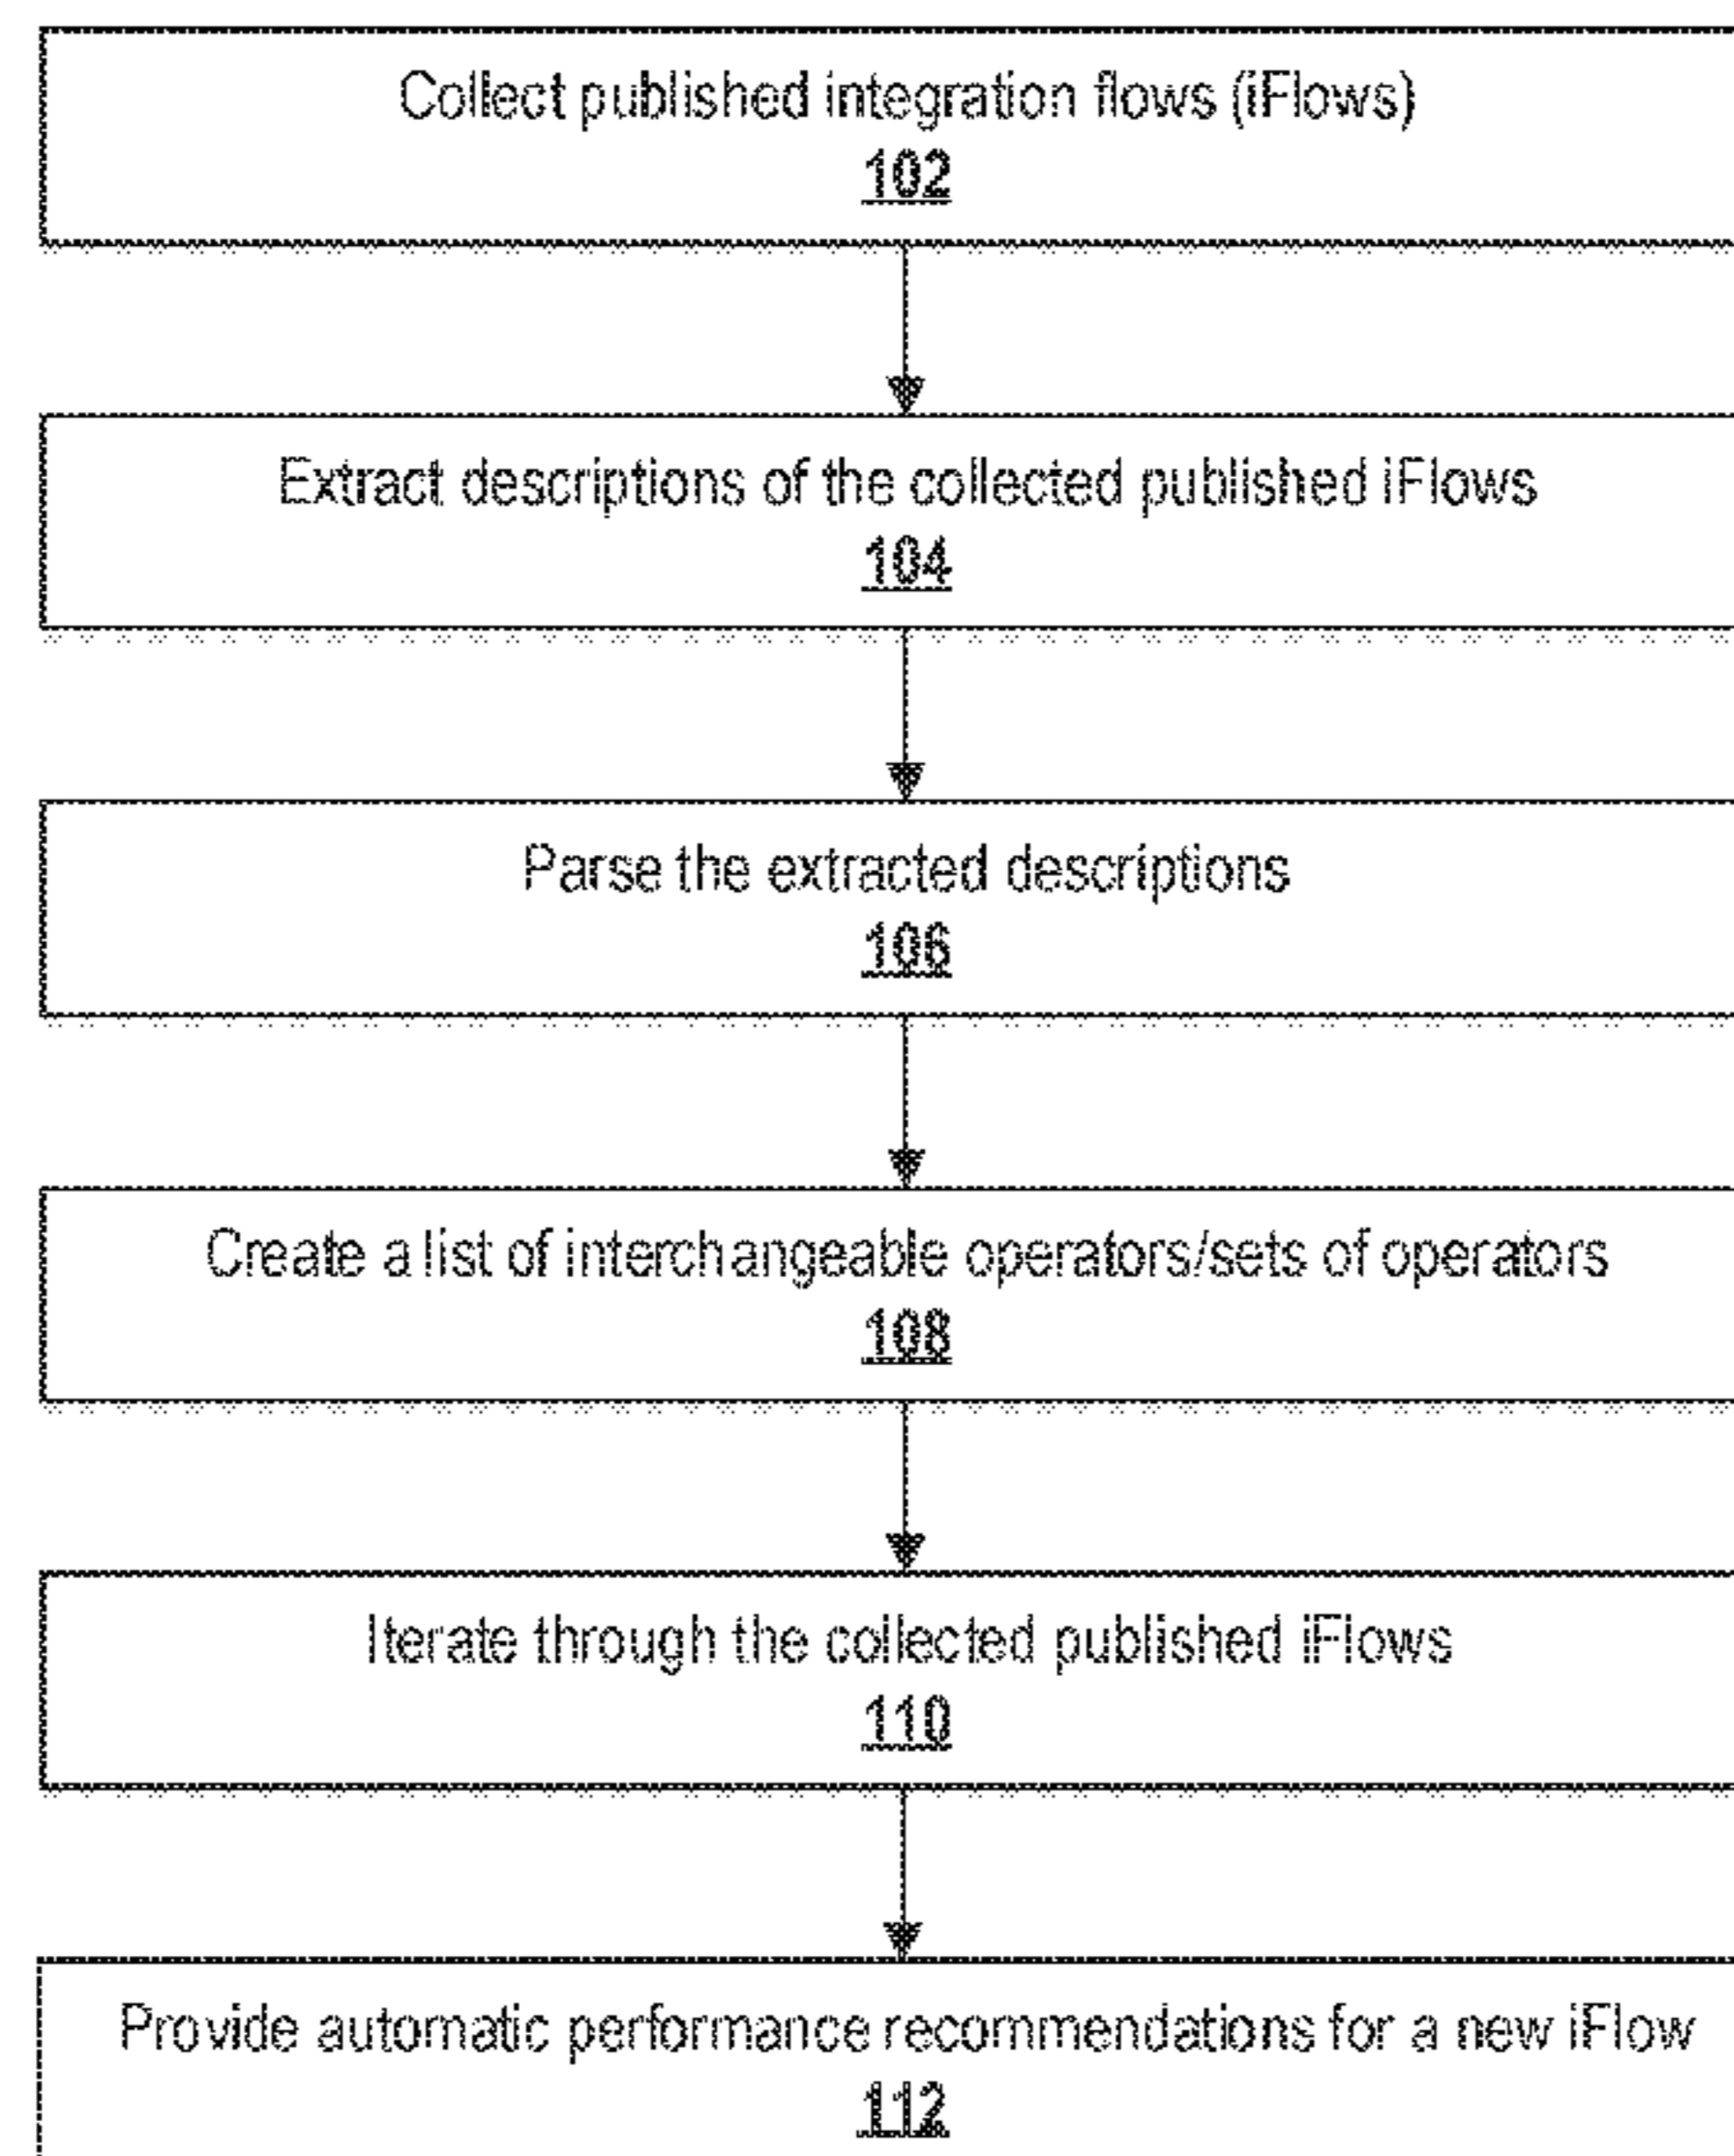 Collect published integration flows (iFlows)
102
Extract descriptions of the collected published iFlows
104
Parse the extracted descriptions
106
Create a list of interchangeable operators/sets of operators
108
Iterate through the collected published iFlows
110
Provide automatic performance recommendations for a new iFlow
112